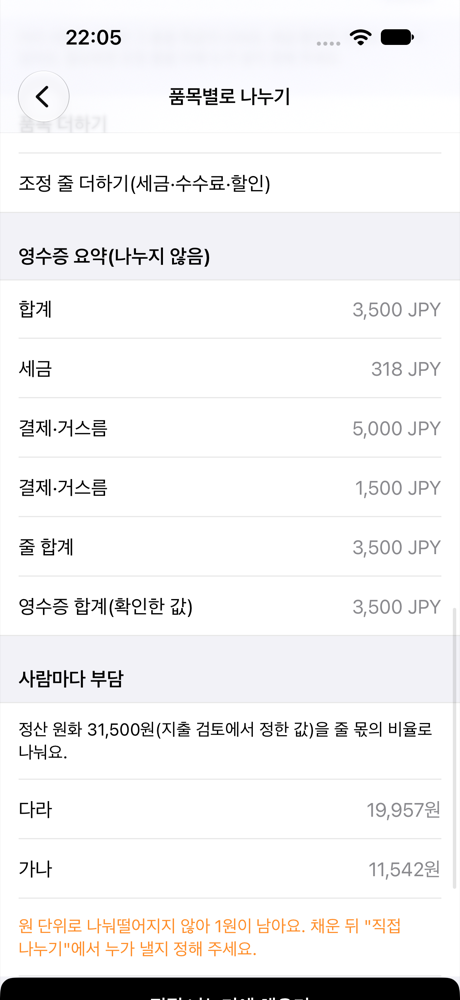 22:05
품목별로 나누기
품목 더하기
조정 줄 더하기(세금·수수료·할인)
영수증 요약(나누지 않음)
합계 3,500 JPY
세금 318 JPY
결제·거스름 5,000 JPY
결제·거스름 1,500 JPY
줄 합계 3,500 JPY
영수증 합계(확인한 값) 3,500 JPY
사람마다 부담
정산 원화 31,500원(지출 검토에서 정한 값)을 줄 몫의 비율로
나눠요.
다라 19,957원
가나 11,542원
원 단위로 나눠떨어지지 않아 1원이 남아요. 채운 뒤 "직접
나누기"에서 누가 낼지 정해 주세요.